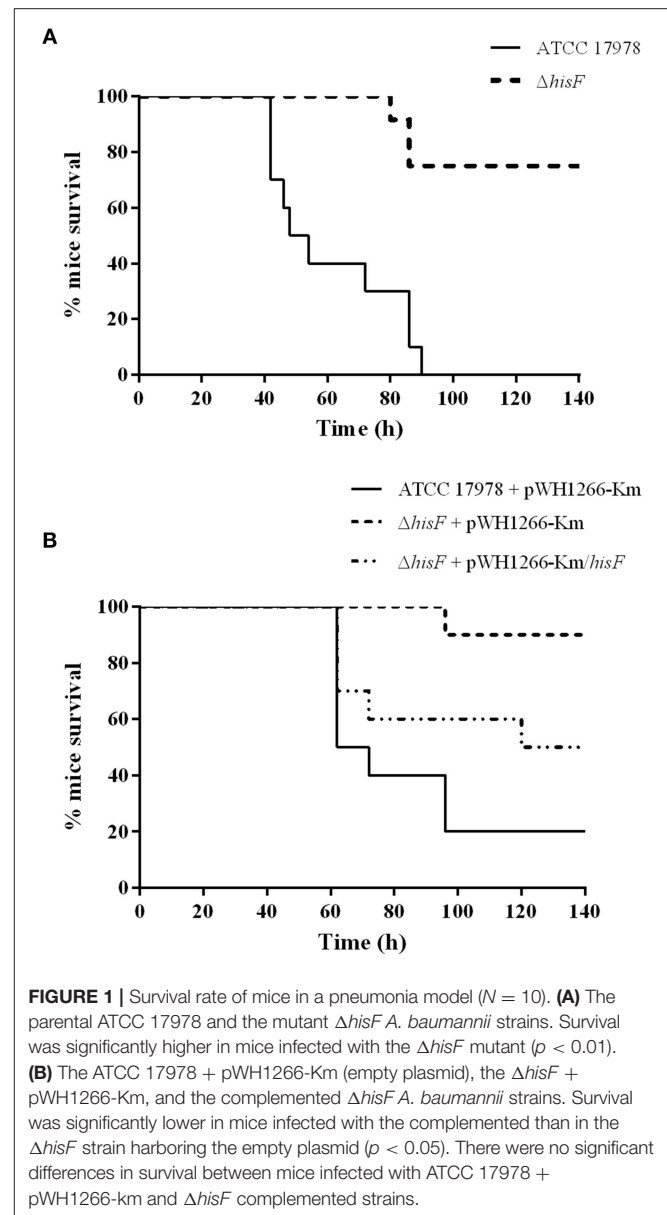 A
ATCC 17978
ΔhisF
100
80
60
40
20
0
% mice survival
0 20 40 60 80 100 120 140
Time (h)
ATCC 17978 + pWH1266-Km
ΔhisF + pWH1266-Km
B
ΔhisF + pWH1266-Km/hisF
100
80
60
40
20
0
% mice survival
0 20 40 60 80 100 120 140
Time (h)
FIGURE 1 | Survival rate of mice in a pneumonia model (N = 10). (A) The
parental ATCC 17978 and the mutant ΔhisF A. baumannii strains. Survival
was significantly higher in mice infected with the ΔhisF mutant (p < 0.01).
(B) The ATCC 17978 + pWH1266-Km (empty plasmid), the ΔhisF +
pWH1266-Km, and the complemented ΔhisF A. baumannii strains. Survival
was significantly lower in mice infected with the complemented than in the
ΔhisF strain harboring the empty plasmid (p < 0.05). There were no significant
differences in survival between mice infected with ATCC 17978 +
pWH1266-km and ΔhisF complemented strains.